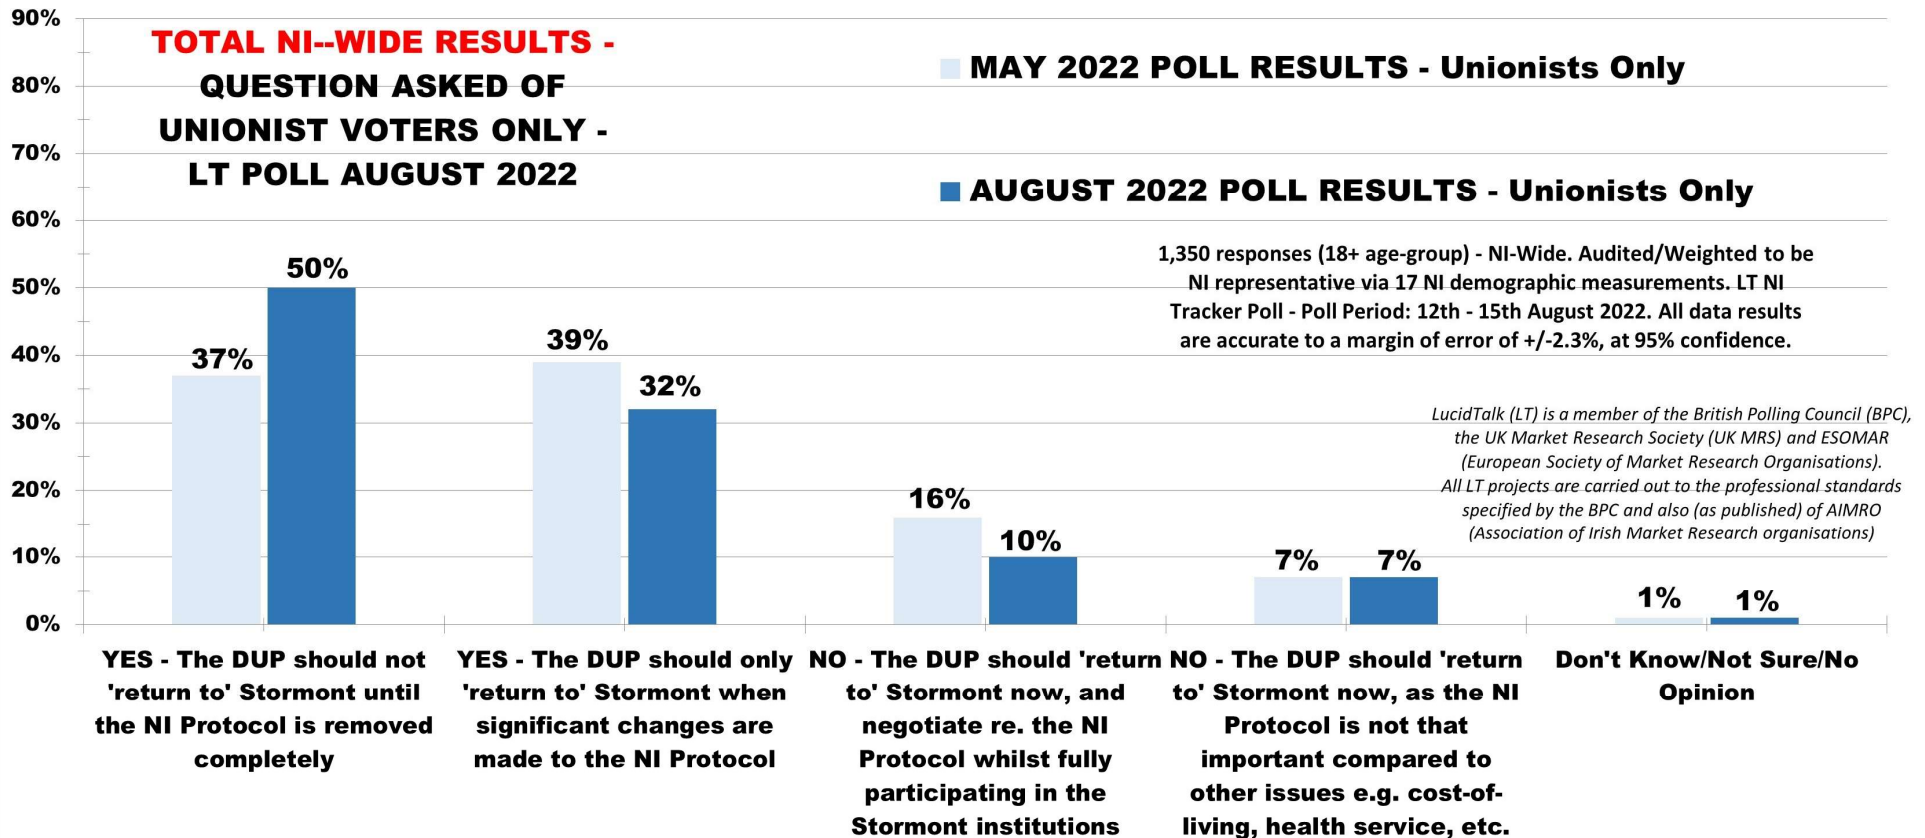 90%
80%
70%
60%
50%
40%
30%
20%
10%
0%
TOTAL NI--WIDE RESULTS -
QUESTION ASKED OF
UNIONIST VOTERS ONLY -
LT POLL AUGUST 2022
MAY 2022 POLL RESULTS - Unionists Only
AUGUST 2022 POLL RESULTS - Unionists Only
1,350 responses (18+ age-group) - NI-Wide. Audited/Weighted to be
NI representative via 17 NI demographic measurements. LT NI
Tracker Poll - Poll Period: 12th - 15th August 2022. All data results
are accurate to a margin of error of +/-2.3%, at 95% confidence.
LucidTalk (LT) is a member of the British Polling Council (BPC),
the UK Market Research Society (UK MRS) and ESOMAR
(European Society of Market Research Organisations).
All LT projects are carried out to the professional standards
specified by the BPC and also (as published) of AIMRO
(Association of Irish Market Research organisations)
37%
50%
39%
32%
16%
10%
7%
7%
1%
1%
YES - The DUP should not
'return to' Stormont until
the NI Protocol is removed
completely
YES - The DUP should only
'return to' Stormont when
significant changes are
made to the NI Protocol
NO - The DUP should 'return
to' Stormont now, and
negotiate re. the NI
Protocol whilst fully
participating in the
Stormont institutions
NO - The DUP should 'return
to' Stormont now, as the NI
Protocol is not that
important compared to
other issues e.g. cost-of-
living, health service, etc.
Don't Know/Not Sure/No
Opinion